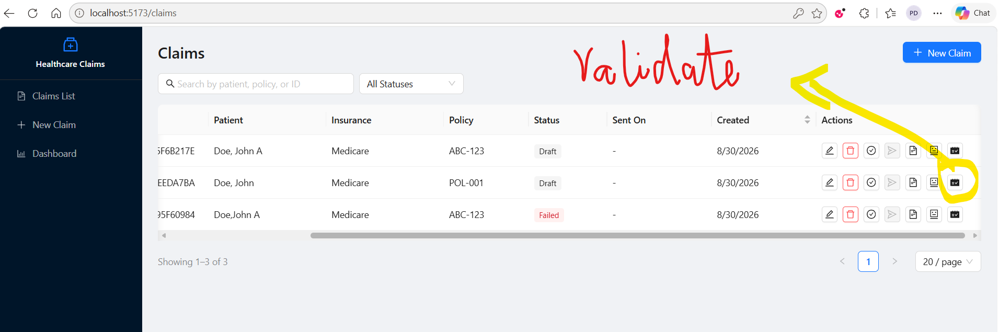 localhost:5173/claims
PD
Chat
Healthcare Claims
Claims List
New Claim
Dashboard
Claims
Validate
New Claim
Search by patient, policy, or ID
All Statuses
Patient Insurance Policy Status Sent On Created Actions
5F6B217E Doe, John A Medicare ABC-123 Draft - 8/30/2026
EEDA7BA Doe, John Medicare POL-001 Draft - 8/30/2026
95F60984 Doe,John A Medicare ABC-123 Failed - 8/30/2026
Showing 1–3 of 3
1
20 / page